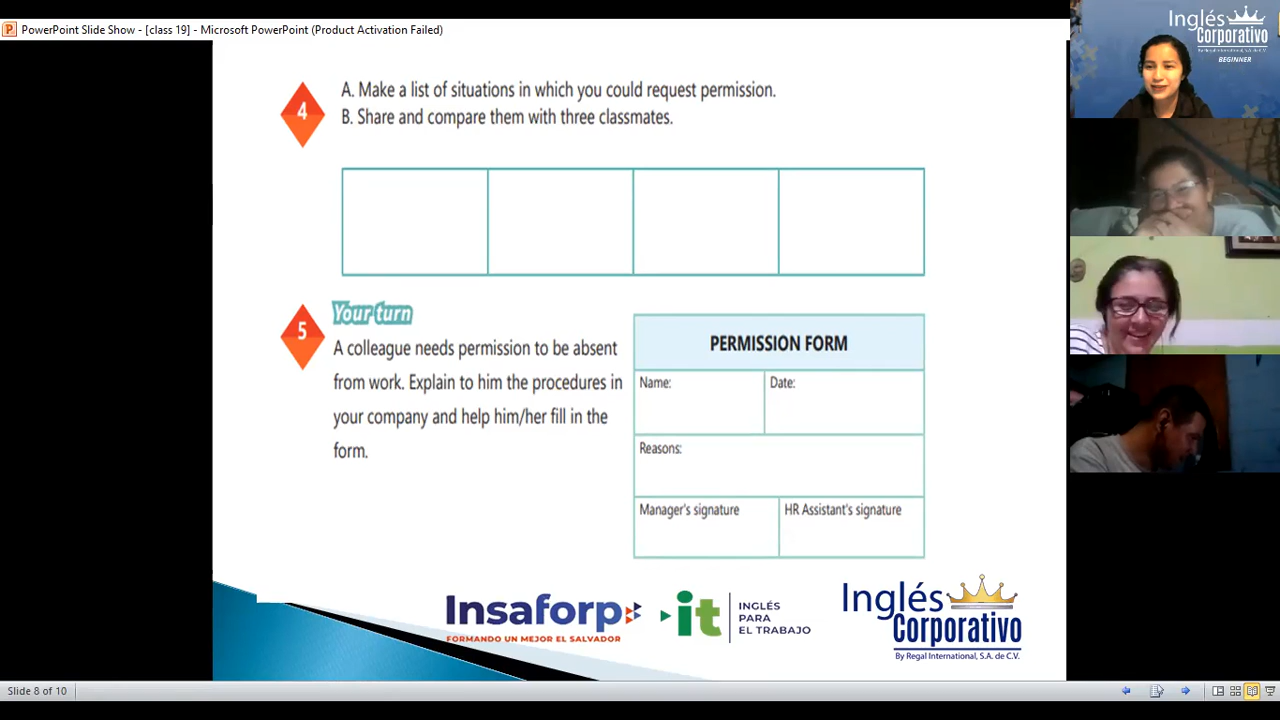 PowerPoint Slide Show - [class 19] - Microsoft PowerPoint (Product Activation Failed)
Inglés
Corporativo
By Regal International, S.A. de C.V.
BEGINNER
4
A. Make a list of situations in which you could request permission.
B. Share and compare them with three classmates.
5
Your turn
A colleague needs permission to be absent
from work. Explain to him the procedures in
your company and help him/her fill in the
form.
PERMISSION FORM
Name:
Date:
Reasons:
Manager's signature
HR Assistant's signature
Insaforp
FORMANDO UN MEJOR EL SALVADOR
it
INGLÉS
PARA
EL TRABAJO
Inglés
Corporativo
By Regal International, S.A. de C.V.
Slide 8 of 10